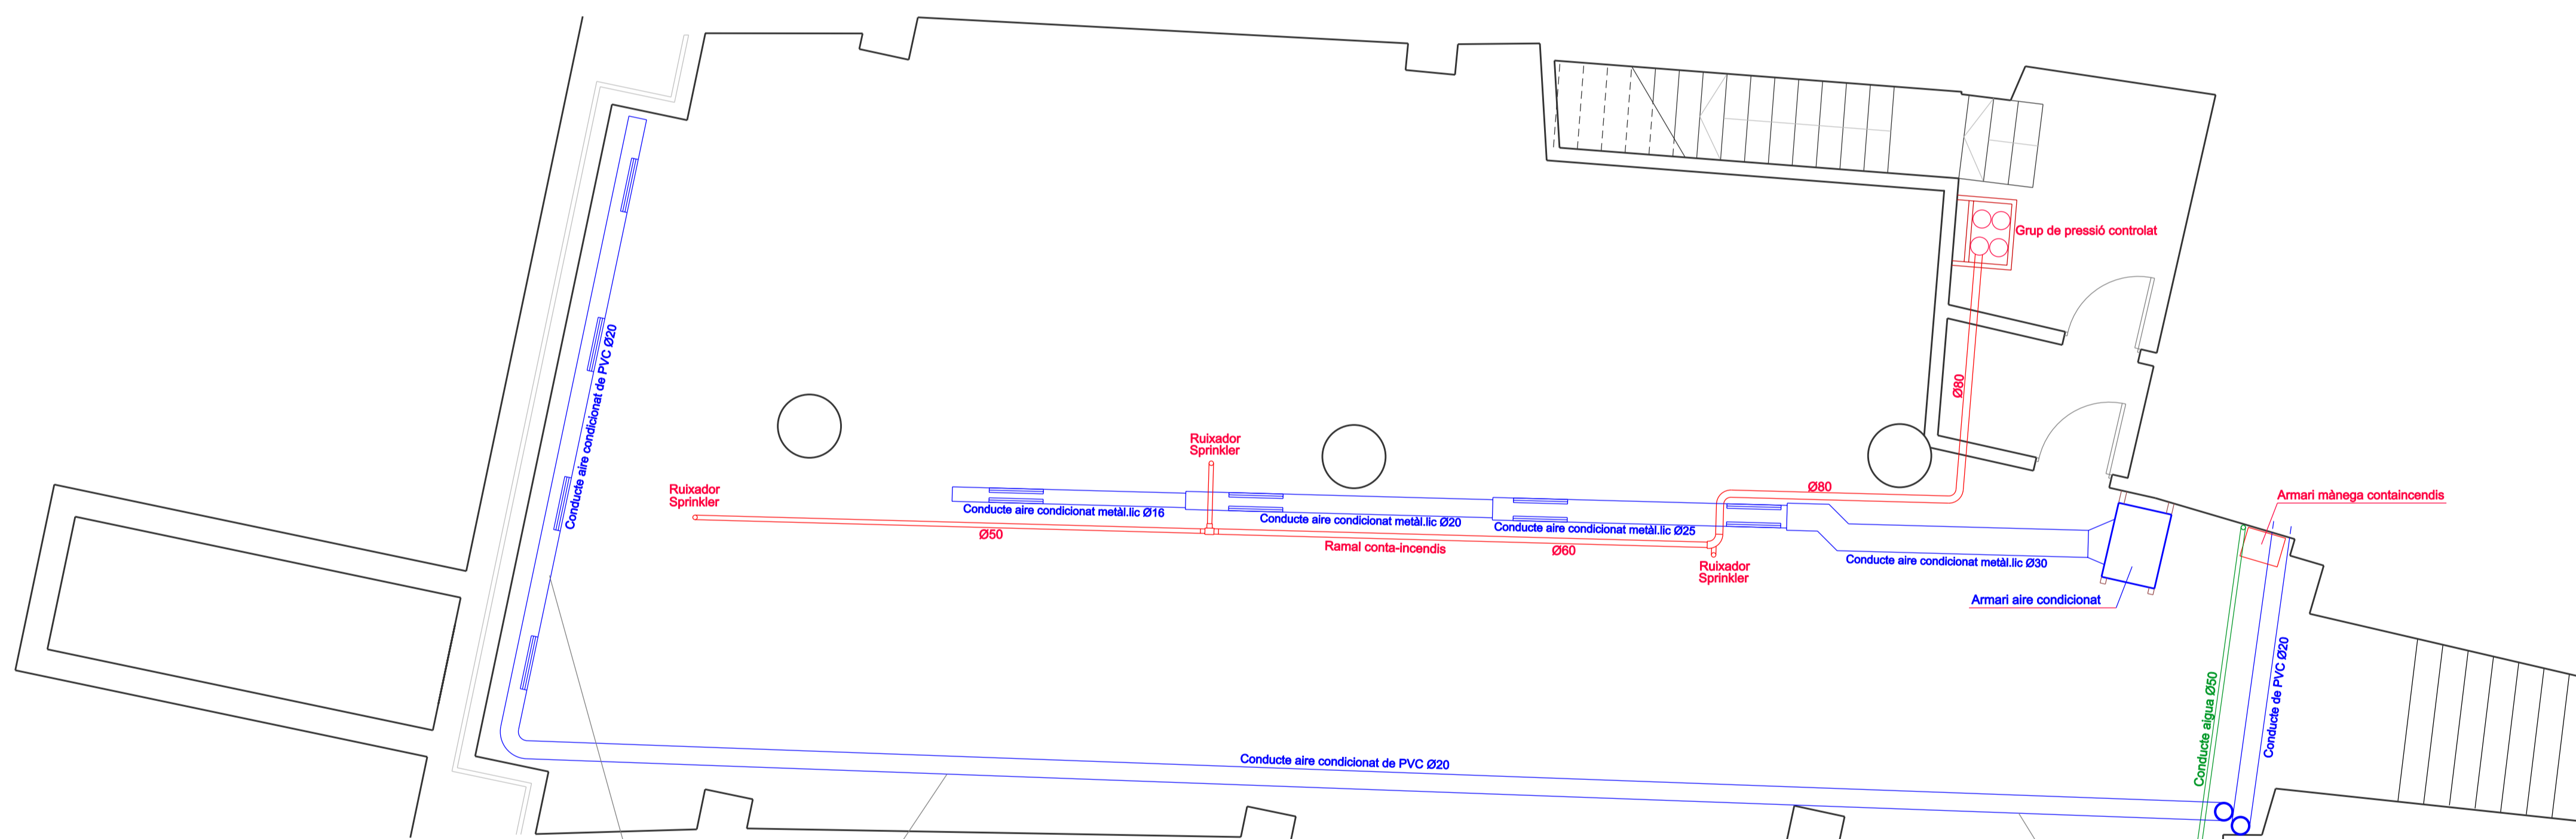 Grup de pressió controlat
Conducte aire condicionat de PVC Ø20
Ø80
Ruixador
Sprinkler
Ruixador
Sprinkler
Ø80
Armari mànega containcendis
Conducte aire condicionat metàl.lic Ø16
Conducte aire condicionat metàl.lic Ø20
Conducte aire condicionat metàl.lic Ø25
Ø50
Ramal conta-incendis
Ø60
Ruixador
Sprinkler
Conducte aire condicionat metàl.lic Ø30
Armari aire condicionat
Conducte aigua Ø50
Conducte de PVC Ø20
Conducte aire condicionat de PVC Ø20